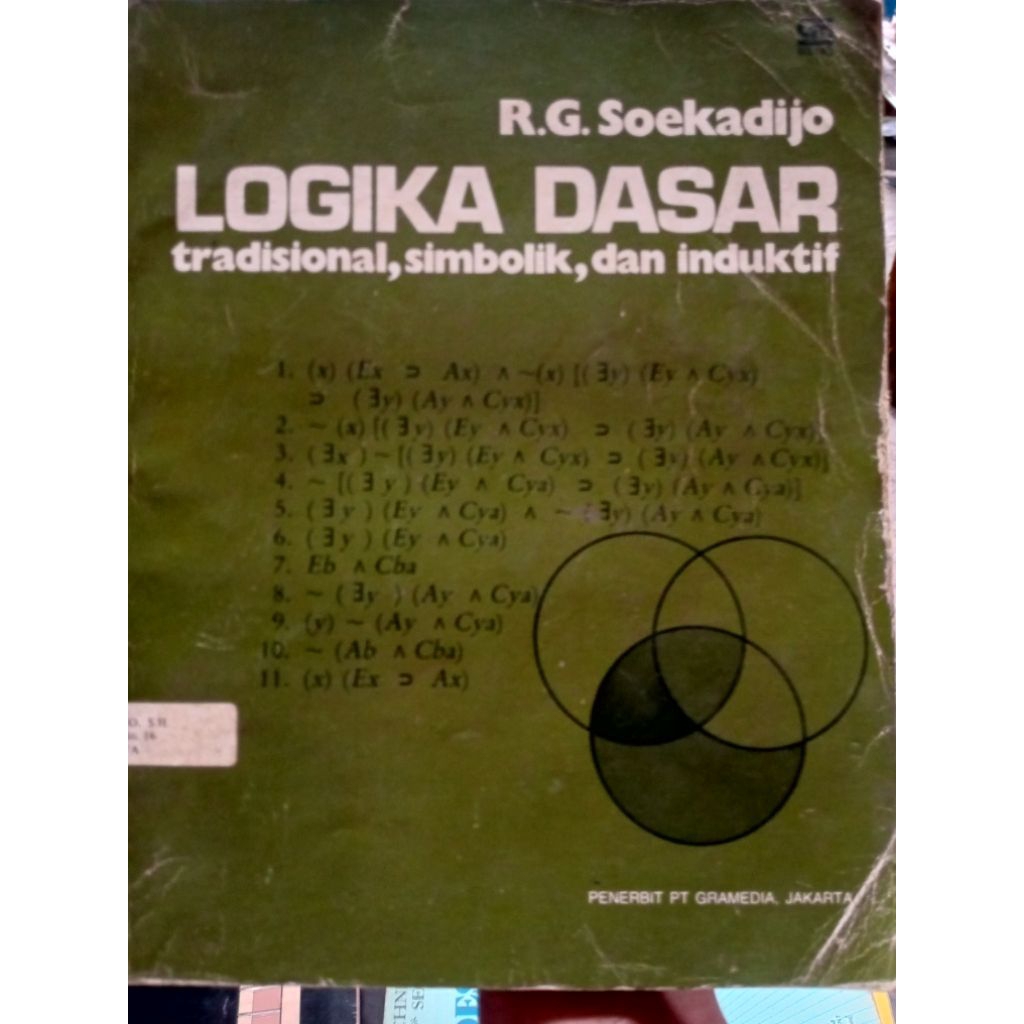 R.G. Soekadijo
LOGIKA DASAR
tradisional, simbolik, dan induktif
1. (x) (Ex ⊃ Ax) ∧ ~(x) [(∃y) (Ey ∧ Cyx)
⊃ (∃y) (Ay ∧ Cyx)]
2. ~ (x) [(∃y) (Ey ∧ Cyx) ⊃ (∃y) (Ay ∧ Cyx)]
3. (∃x) ~ [(∃y) (Ey ∧ Cyx) ⊃ (∃y) (Ay ∧ Cyx)]
4. ~ [(∃y) (Ey ∧ Cya) ⊃ (∃y) (Ay ∧ Cya)]
5. (∃y) (Ey ∧ Cya) ∧ ~ (∃y) (Ay ∧ Cya)
6. (∃y) (Ey ∧ Cya)
7. Eb ∧ Cba
8. ~ (∃y) (Ay ∧ Cya)
9. (y) ~ (Ay ∧ Cya)
10. ~ (Ab ∧ Cba)
11. (x) (Ex ⊃ Ax)
S.H.
16
A
PENERBIT PT GRAMEDIA, JAKARTA